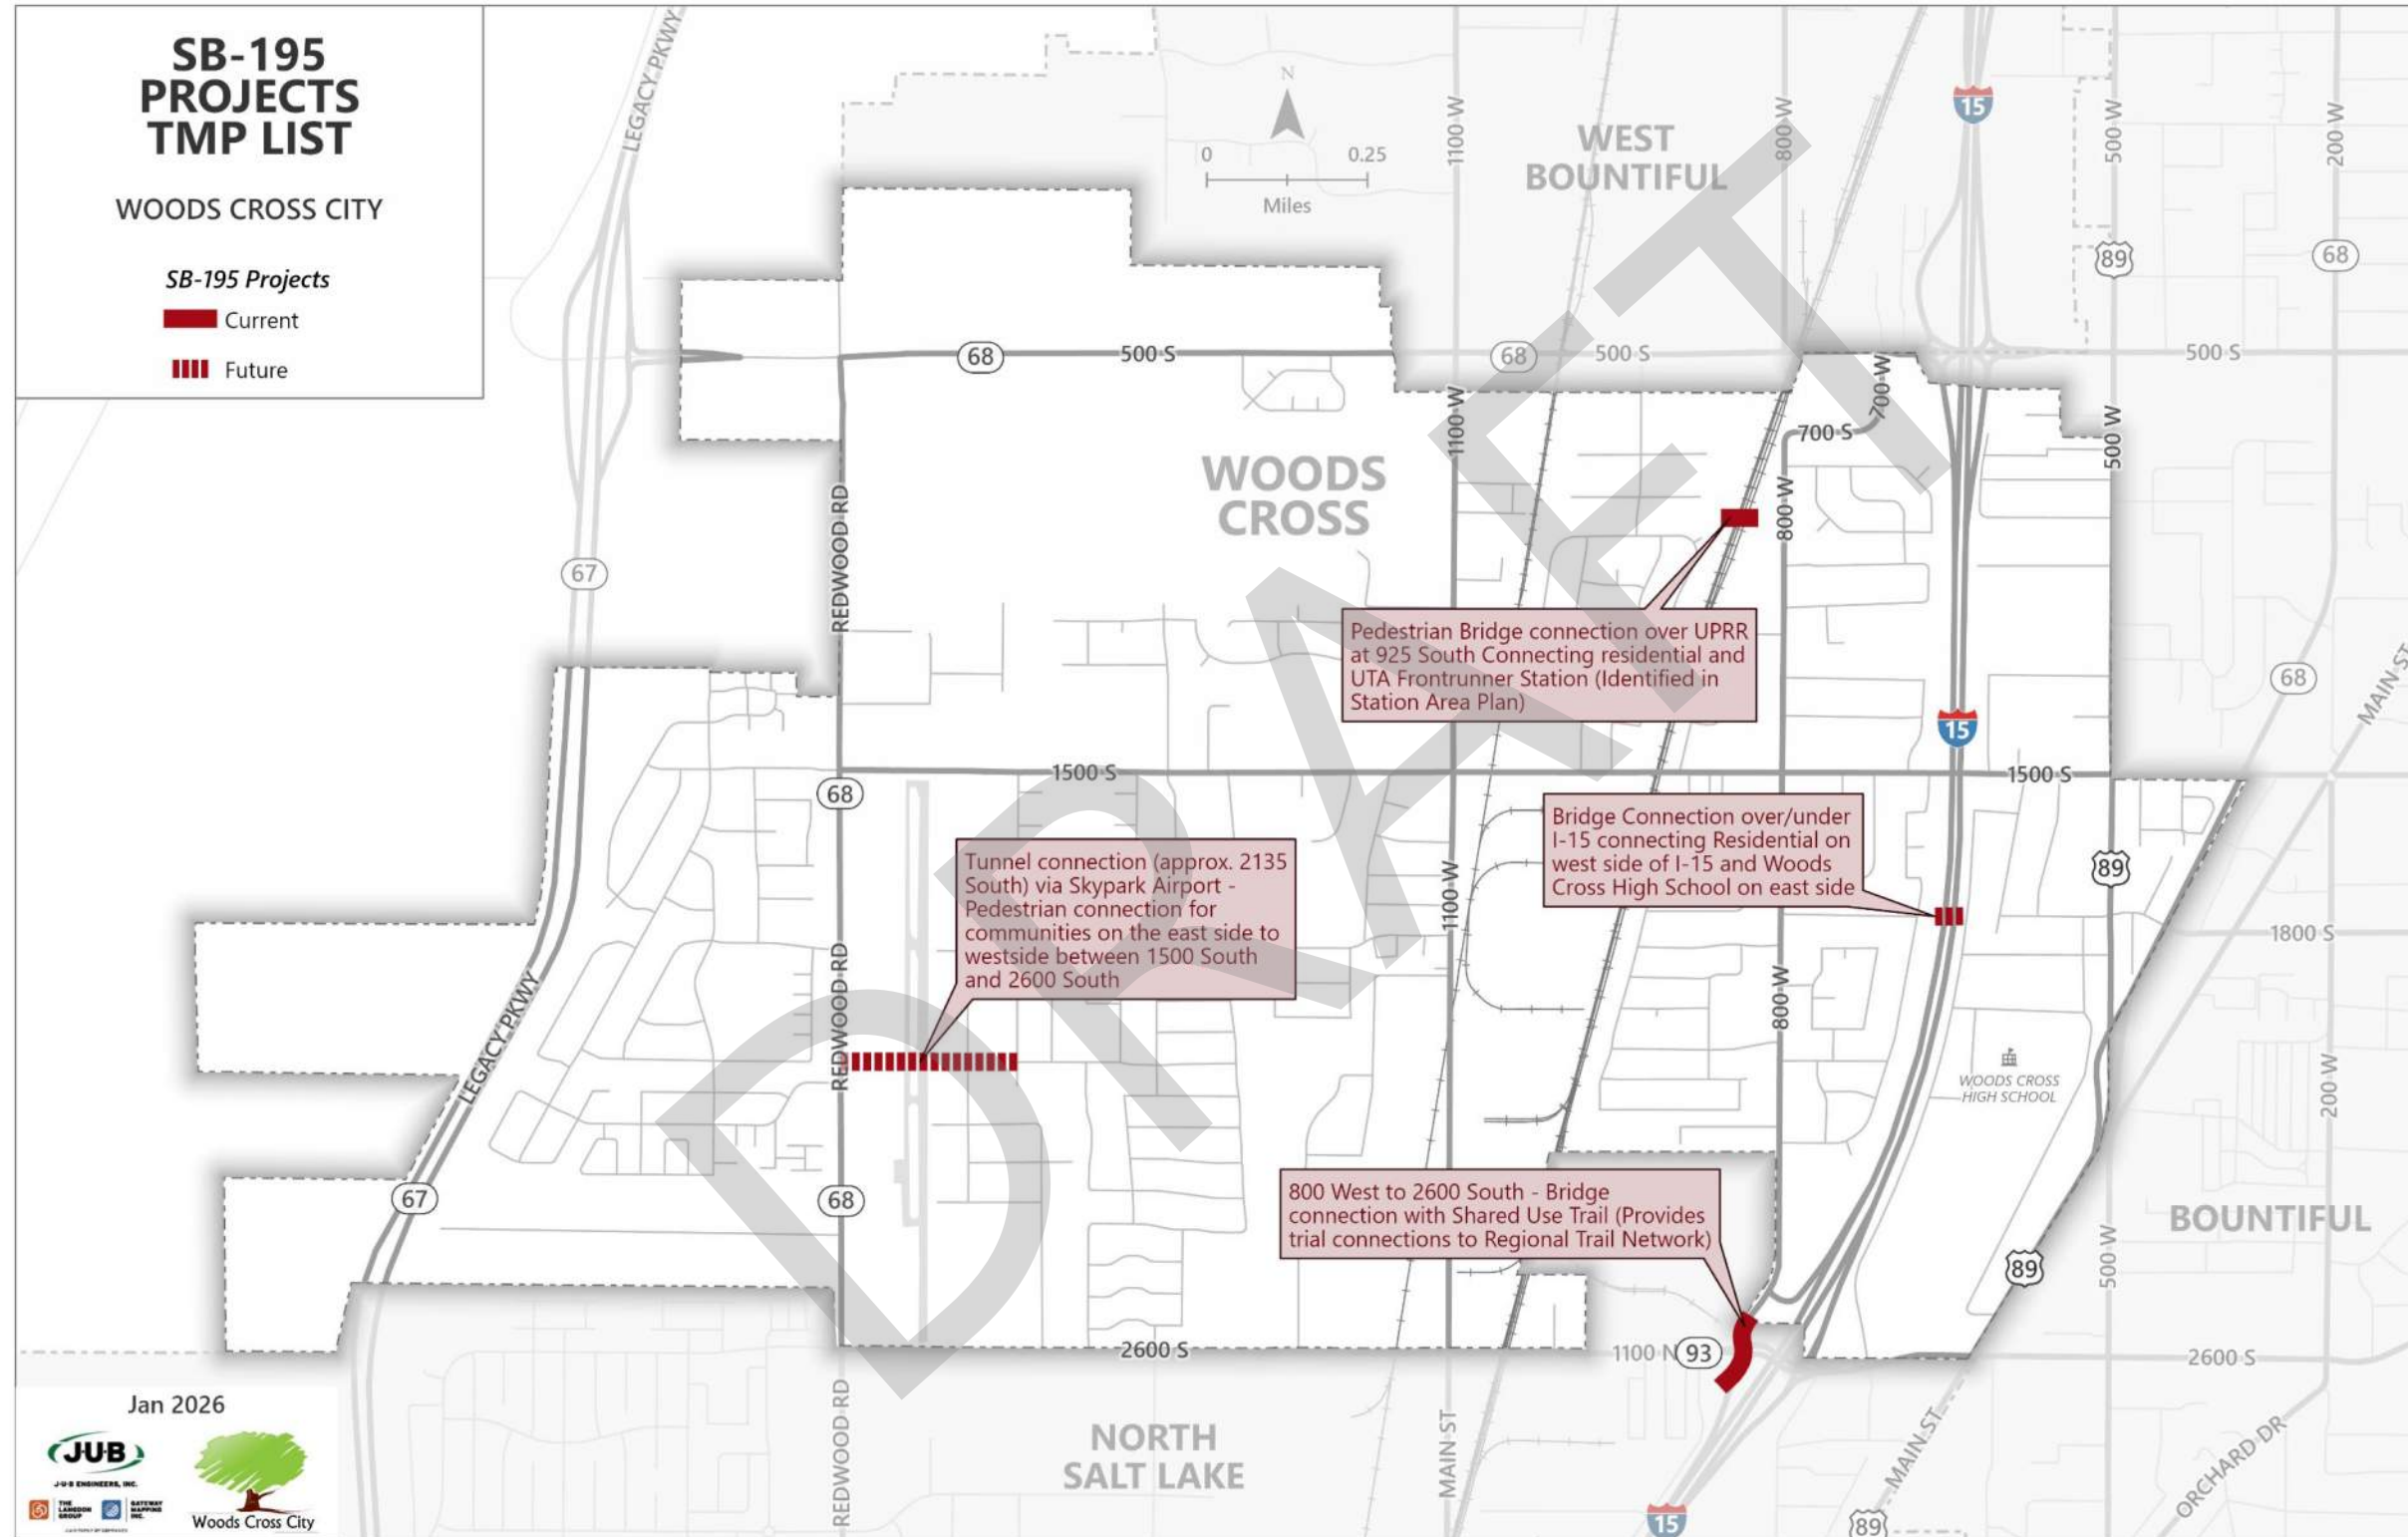 SB-195
PROJECTS
TMP LIST
WOODS CROSS CITY
SB-195 Projects
Current
Future
N
0 0.25
Miles
LEGACY PKWY
1100 W
WEST
BOUNTIFUL
800 W
15
500 W
200 W
89
68
68
500 S
68
500 S
500 S
700 W
700 S
1100 W
500 W
WOODS
CROSS
REDWOOD RD
800 W
67
Pedestrian Bridge connection over UPRR
at 925 South Connecting residential and
UTA Frontrunner Station (Identified in
Station Area Plan)
68
MAIN ST
15
1500 S
1500 S
68
Bridge Connection over/under
I-15 connecting Residential on
west side of I-15 and Woods
Cross High School on east side
Tunnel connection (approx. 2135
South) via Skypark Airport -
Pedestrian connection for
communities on the east side to
westside between 1500 South
and 2600 South
1100 W
89
1800 S
REDWOOD RD
800 W
LEGACY PKWY
WOODS CROSS
HIGH SCHOOL
200 W
67
68
800 West to 2600 South - Bridge
connection with Shared Use Trail (Provides
trial connections to Regional Trail Network)
BOUNTIFUL
89
500 W
2600 S
1100 N
93
2600 S
REDWOOD RD
NORTH
SALT LAKE
MAIN ST
MAIN ST
ORCHARD DR
15
89
DRAFT
Jan 2026
JUB
J-U-B ENGINEERS, INC.
THE
LANGDON
GROUP
GATEWAY
MAPPING
INC.
Woods Cross City